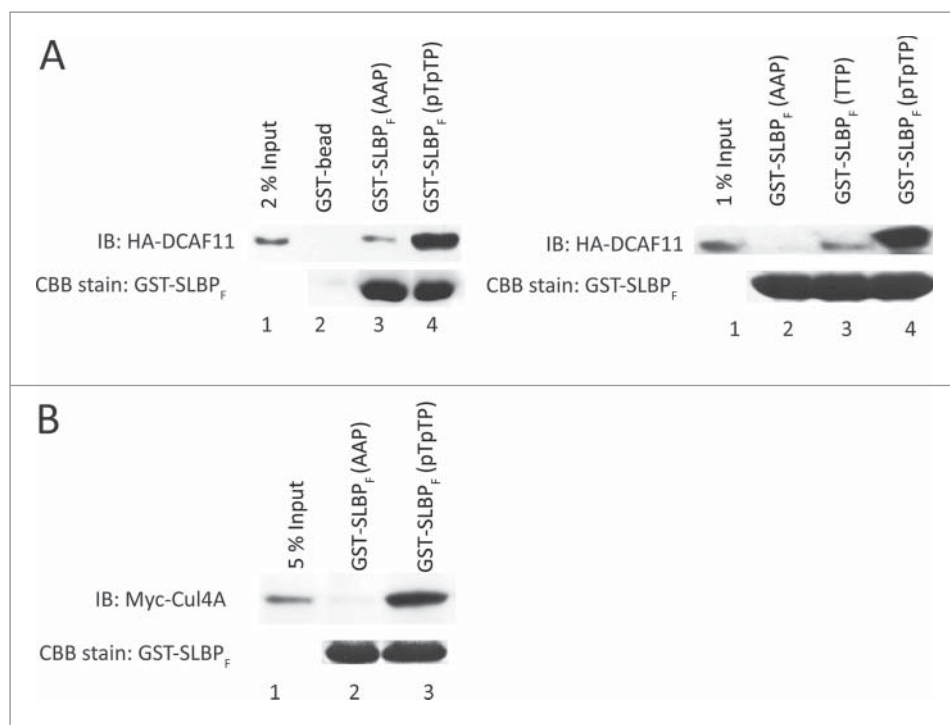 A
2 % Input
GST-bead
GST-SLBPF (AAP)
GST-SLBPF (pTpTP)
IB: HA-DCAF11
CBB stain: GST-SLBPF
1 2 3 4
1 % Input
GST-SLBPF (AAP)
GST-SLBPF (TTP)
GST-SLBPF (pTpTP)
IB: HA-DCAF11
CBB stain: GST-SLBPF
1 2 3 4
B
5 % Input
GST-SLBPF (AAP)
GST-SLBPF (pTpTP)
IB: Myc-Cul4A
CBB stain: GST-SLBPF
1 2 3